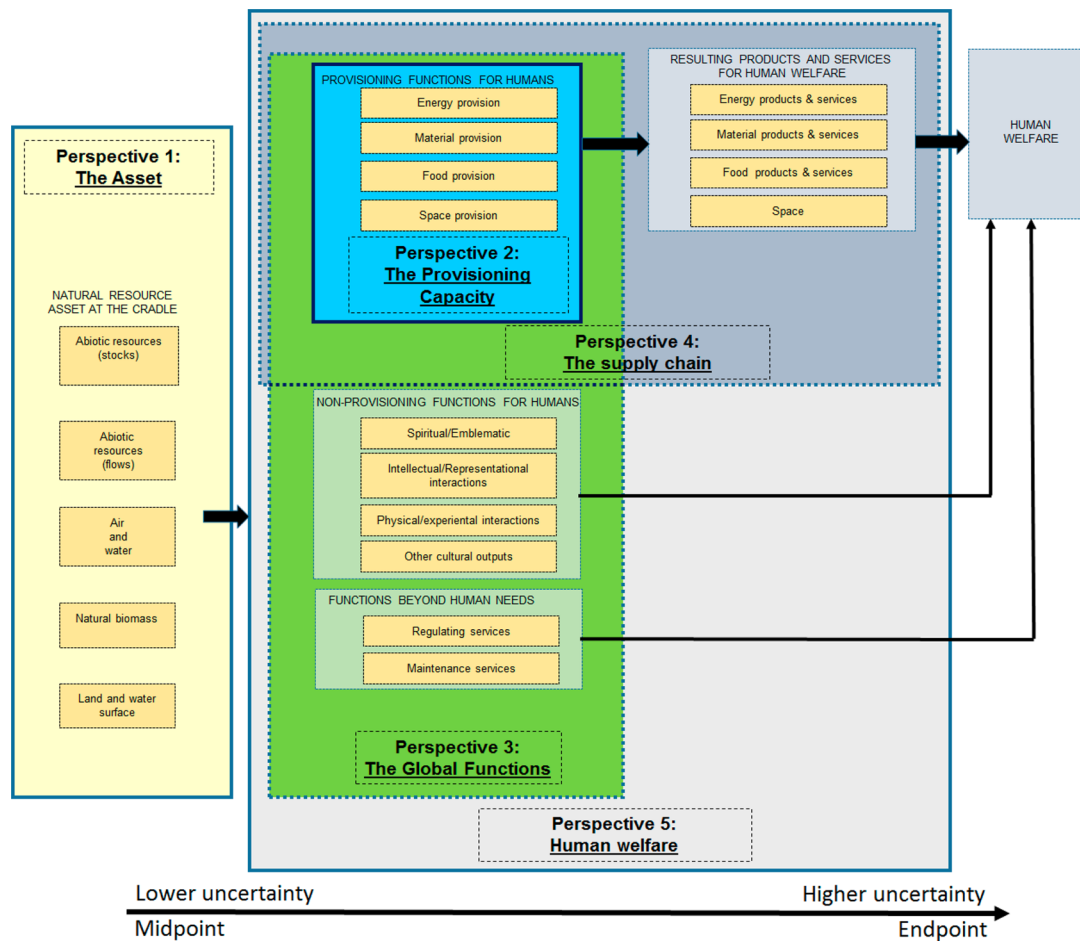 Perspective 1:
The Asset
NATURAL RESOURCE
ASSET AT THE CRADLE
Abiotic resources
(stocks)
Abiotic
resources
(flows)
Air
and
water
Natural biomass
Land and water
surface
PROVISIONING FUNCTIONS FOR HUMANS
Energy provision
Material provision
Food provision
Space provision
Perspective 2:
The Provisioning
Capacity
RESULTING PRODUCTS AND SERVICES
FOR HUMAN WELFARE
Energy products & services
Material products & services
Food products & services
Space
HUMAN
WELFARE
Perspective 4:
The supply chain
NON-PROVISIONING FUNCTIONS FOR HUMANS
Spiritual/Emblematic
Intellectual/Representational
interactions
Physical/experiental interactions
Other cultural outputs
FUNCTIONS BEYOND HUMAN NEEDS
Regulating services
Maintenance services
Perspective 3:
The Global Functions
Perspective 5:
Human welfare
Lower uncertainty
Higher uncertainty
Midpoint
Endpoint